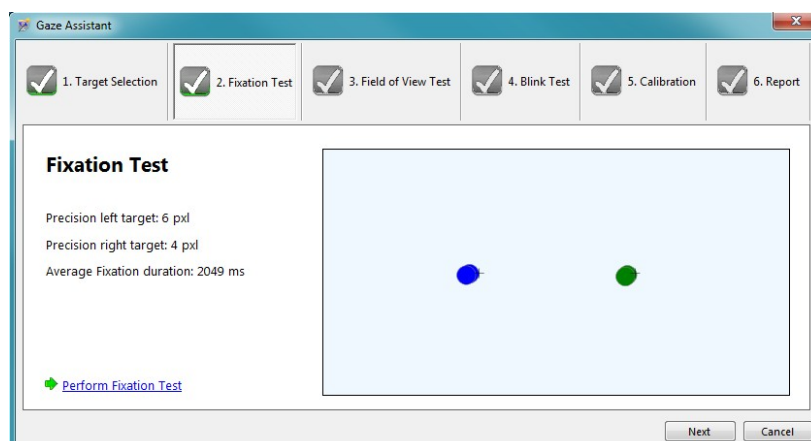 Gaze Assistant
1. Target Selection
2. Fixation Test
3. Field of View Test
4. Blink Test
5. Calibration
6. Report
Fixation Test
Precision left target: 6 pxl
Precision right target: 4 pxl
Average Fixation duration: 2049 ms
Perform Fixation Test
Next
Cancel